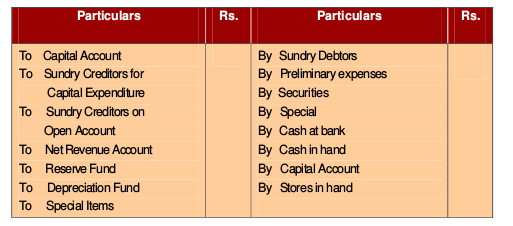 Particulars Rs. Particulars Rs.
To Capital Account
To Sundry Creditors for
Capital Expenditure
To Sundry Creditors on
Open Account
To Net Revenue Account
To Reserve Fund
To Depreciation Fund
To Special Items
By Sundry Debtors
By Preliminary expenses
By Securities
By Special
By Cash at bank
By Cash in hand
By Capital Account
By Stores in hand